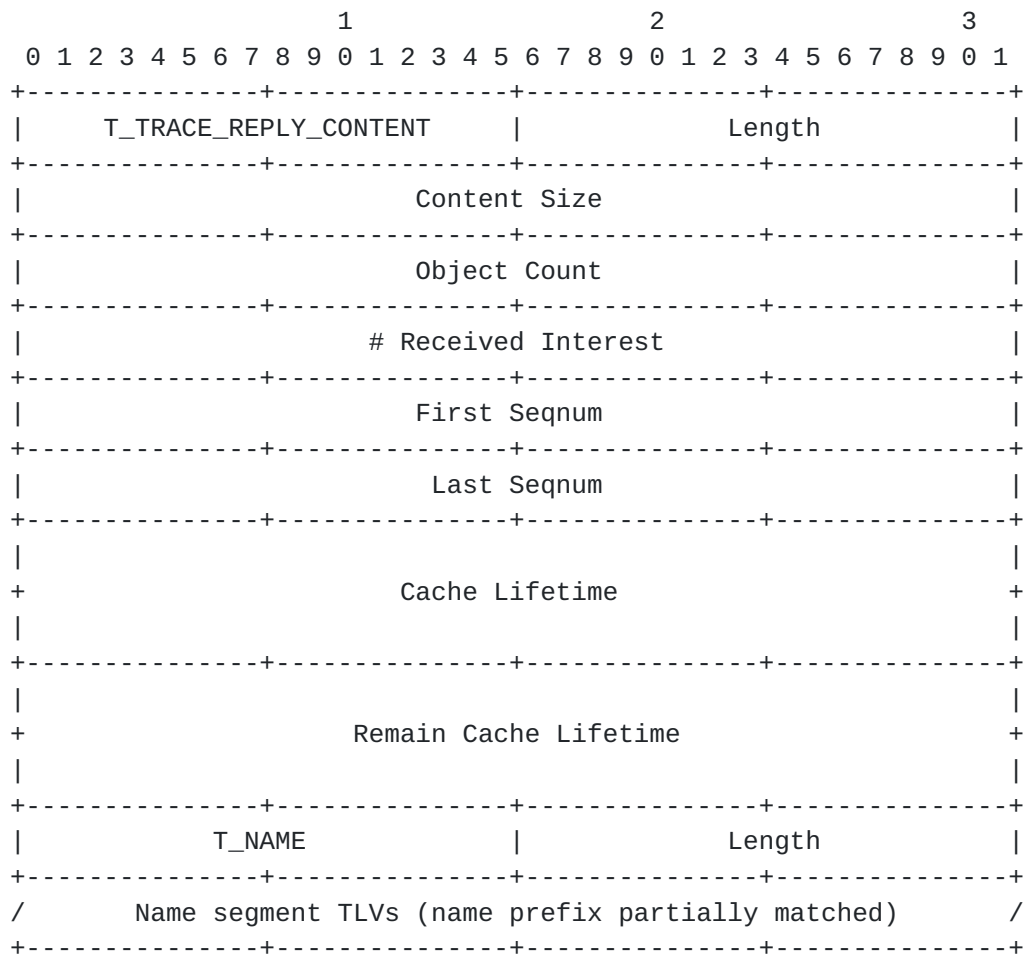 1                   2                   3
 0 1 2 3 4 5 6 7 8 9 0 1 2 3 4 5 6 7 8 9 0 1 2 3 4 5 6 7 8 9 0 1
+---------------+---------------+---------------+---------------+
|     T_TRACE_REPLY_CONTENT     |             Length            |
+---------------+---------------+---------------+---------------+
|                         Content Size                          |
+---------------+---------------+---------------+---------------+
|                         Object Count                          |
+---------------+---------------+---------------+---------------+
|                      # Received Interest                      |
+---------------+---------------+---------------+---------------+
|                         First Seqnum                          |
+---------------+---------------+---------------+---------------+
|                          Last Seqnum                          |
+---------------+---------------+---------------+---------------+
|                                                               |
+                        Cache Lifetime                         +
|                                                               |
+---------------+---------------+---------------+---------------+
|                                                               |
+                     Remain Cache Lifetime                     +
|                                                               |
+---------------+---------------+---------------+---------------+
|            T_NAME             |             Length            |
+---------------+---------------+---------------+---------------+
/       Name segment TLVs (name prefix partially matched)       /
+---------------+---------------+---------------+---------------+